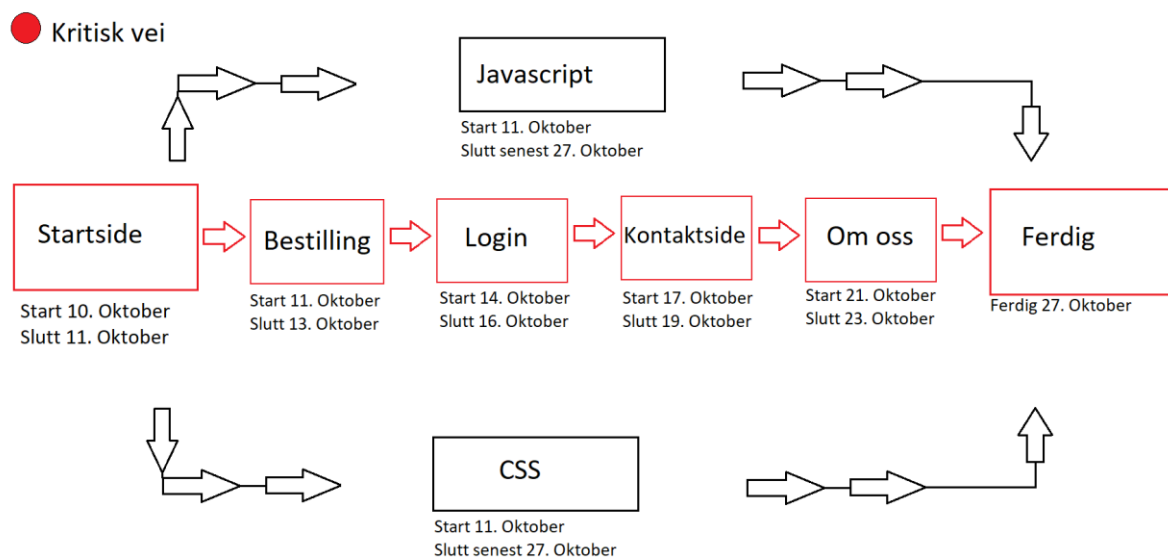 Kritisk vei
Javascript
Start 11. Oktober
Slutt senest 27. Oktober
Startside
Start 10. Oktober
Slutt 11. Oktober
Bestilling
Start 11. Oktober
Slutt 13. Oktober
Login
Start 14. Oktober
Slutt 16. Oktober
Kontaktside
Start 17. Oktober
Slutt 19. Oktober
Om oss
Start 21. Oktober
Slutt 23. Oktober
Ferdig
Ferdig 27. Oktober
CSS
Start 11. Oktober
Slutt senest 27. Oktober